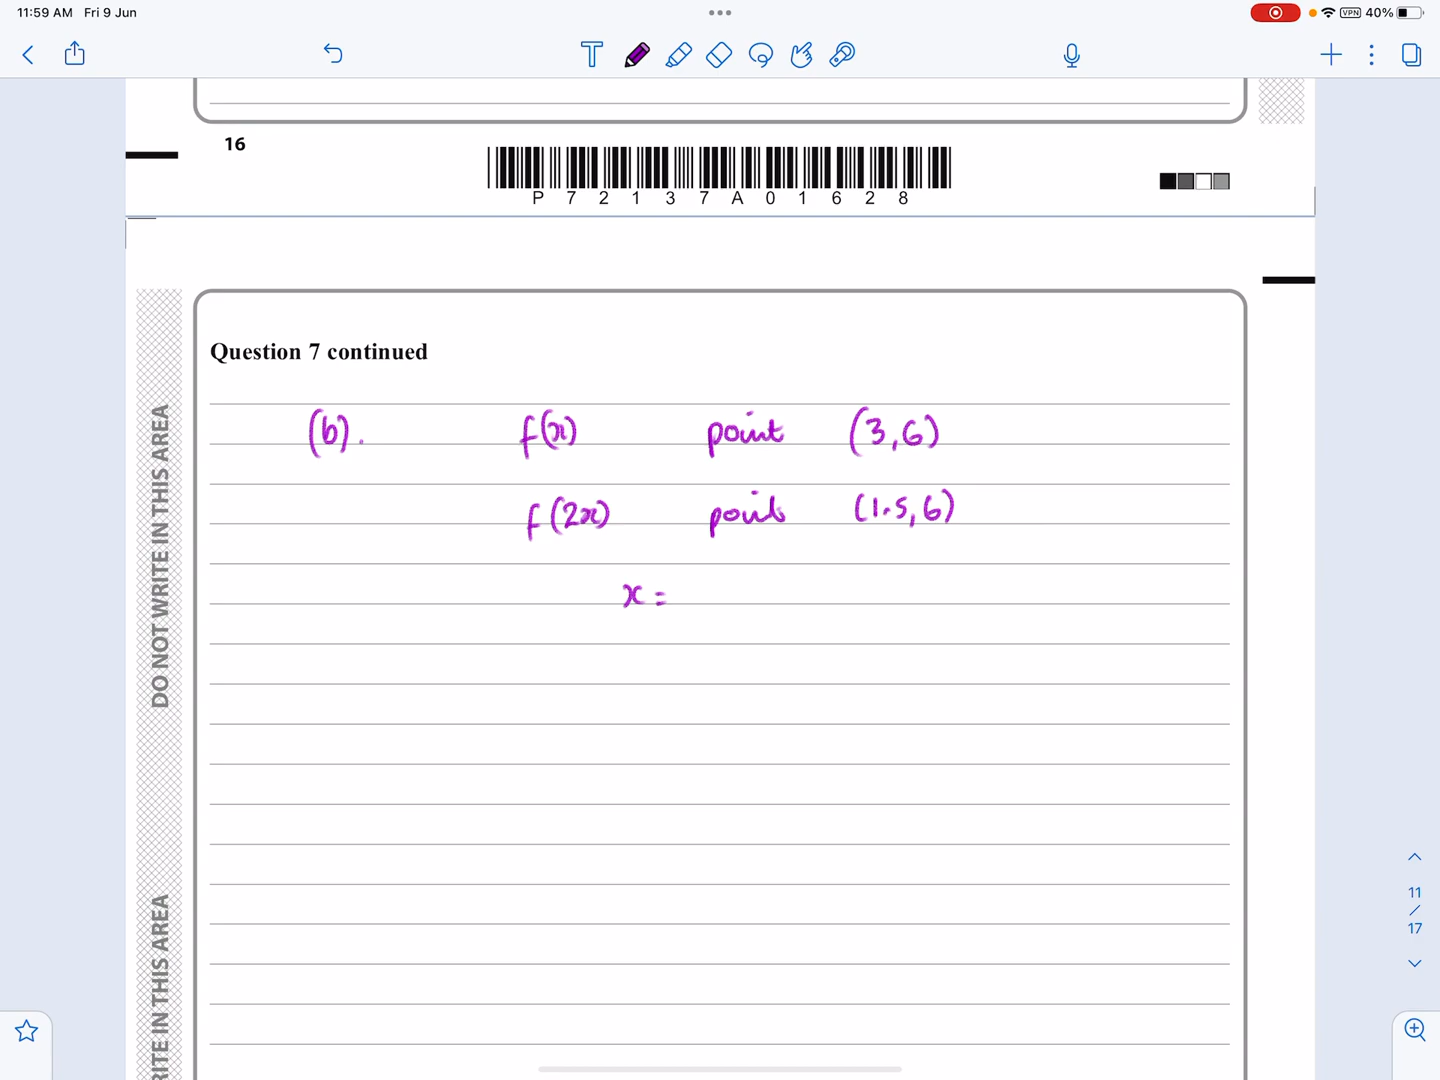 11:59 AM Fri 9 Jun
VPN 40%
T
16
P 7 2 1 3 7 A 0 1 6 2 8
Question 7 continued
(b). f(x) point (3,6)
f(2x) point (1.5,6)
x =
DO NOT WRITE IN THIS AREA
RITE IN THIS AREA
11
/
17